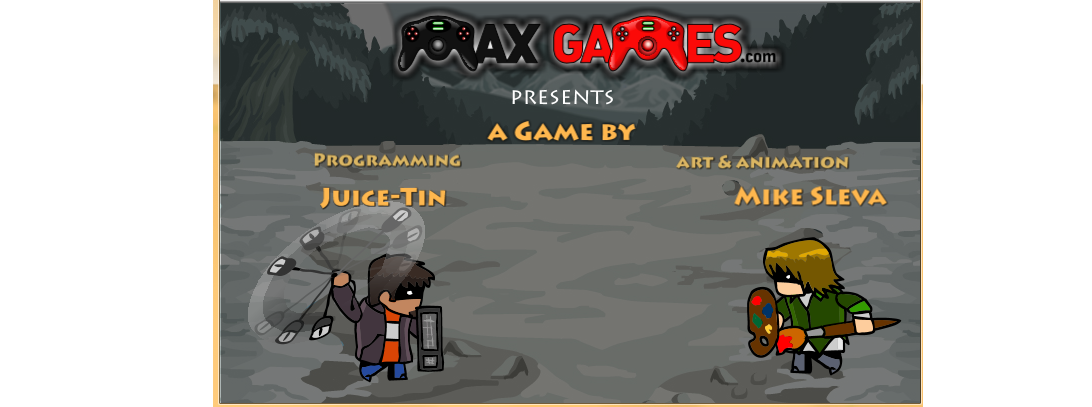 MAX GAMES.com
PRESENTS
A GAME BY
PROGRAMMING
ART & ANIMATION
JUICE-TIN
MIKE SLEVA